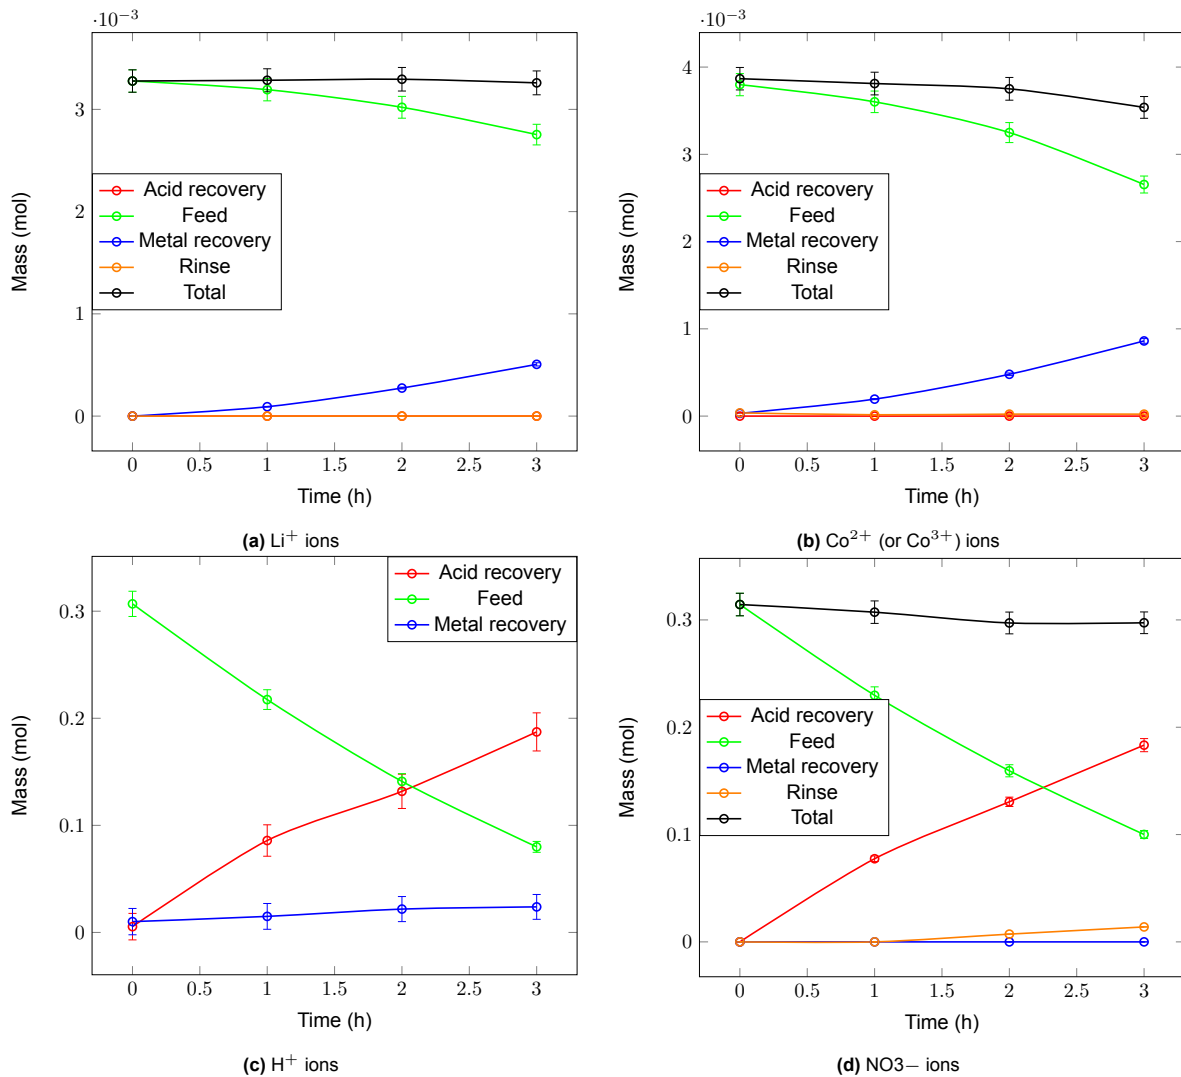 ·10⁻³
3
2
1
0
Mass (mol)
Acid recovery
Feed
Metal recovery
Rinse
Total
0 0.5 1 1.5 2 2.5 3
Time (h)
(a) Li⁺ ions
·10⁻³
4
3
2
1
0
Mass (mol)
Acid recovery
Feed
Metal recovery
Rinse
Total
0 0.5 1 1.5 2 2.5 3
Time (h)
(b) Co²⁺ (or Co³⁺) ions
0.3
0.2
0.1
0
Mass (mol)
Acid recovery
Feed
Metal recovery
0 0.5 1 1.5 2 2.5 3
Time (h)
(c) H⁺ ions
0.3
0.2
0.1
0
Mass (mol)
Acid recovery
Feed
Metal recovery
Rinse
Total
0 0.5 1 1.5 2 2.5 3
Time (h)
(d) NO3− ions